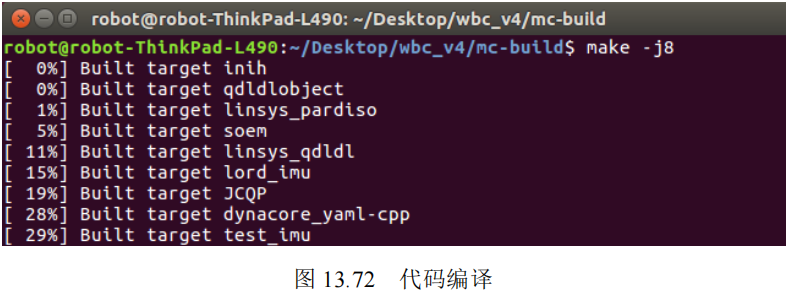 robot@robot-ThinkPad-L490: ~/Desktop/wbc_v4/mc-build
robot@robot-ThinkPad-L490:~/Desktop/wbc_v4/mc-build$ make -j8
[  0%] Built target inih
[  0%] Built target qdldlobject
[  1%] Built target linsys_pardiso
[  5%] Built target soem
[ 11%] Built target linsys_qdldl
[ 15%] Built target lord_imu
[ 19%] Built target JCQP
[ 28%] Built target dynacore_yaml-cpp
[ 29%] Built target test_imu
图 13.72 代码编译